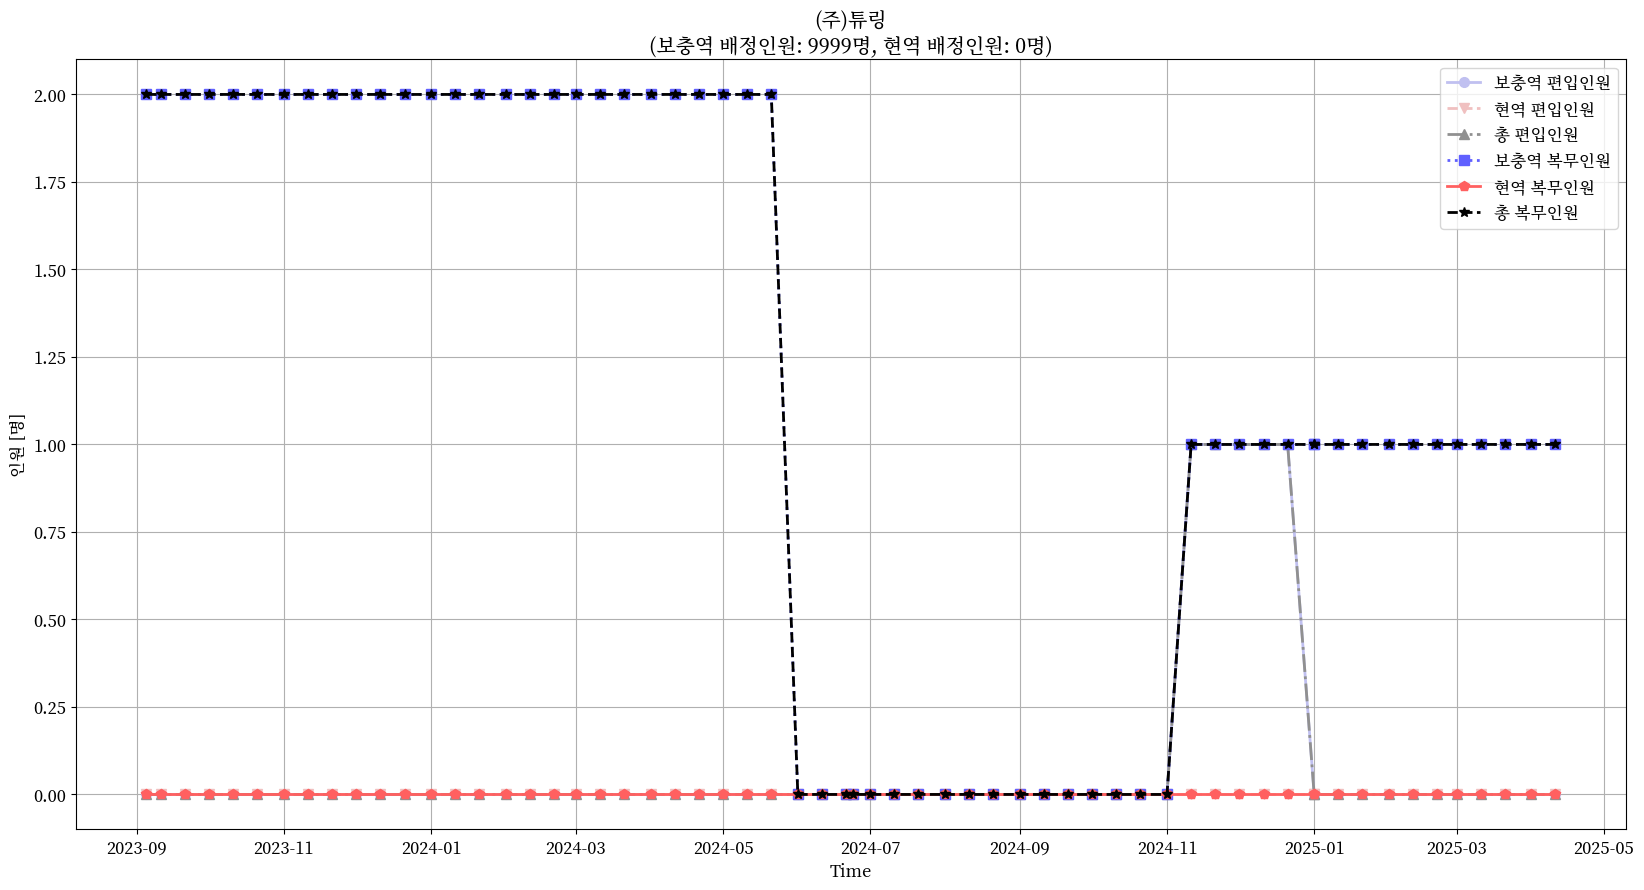 (주)튜링
(보충역 배정인원: 9999명, 현역 배정인원: 0명)
보충역 편입인원
현역 편입인원
총 편입인원
보충역 복무인원
현역 복무인원
총 복무인원
인원 [명]
2.00
1.75
1.50
1.25
1.00
0.75
0.50
0.25
0.00
2023-09
2023-11
2024-01
2024-03
2024-05
2024-07
2024-09
2024-11
2025-01
2025-03
2025-05
Time